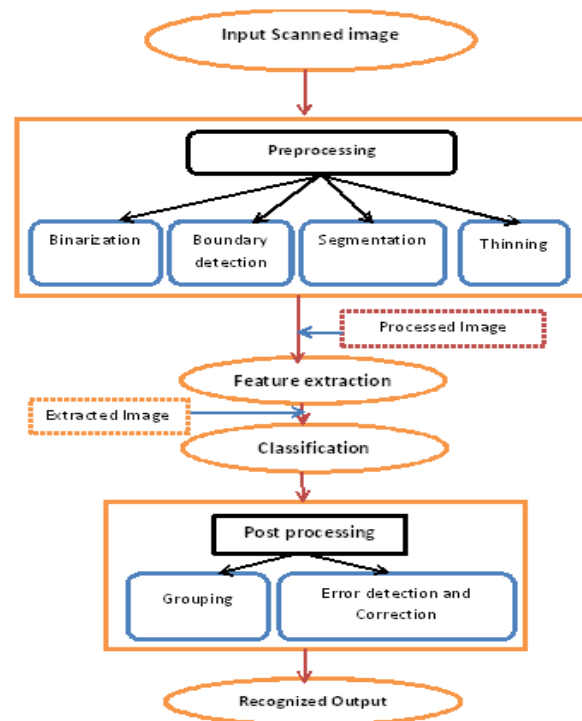 Input Scanned image
Preprocessing
Binarization
Boundary
detection
Segmentation
Thinning
Processed Image
Feature extraction
Extracted Image
Classification
Post processing
Grouping
Error detection and
Correction
Recognized Output